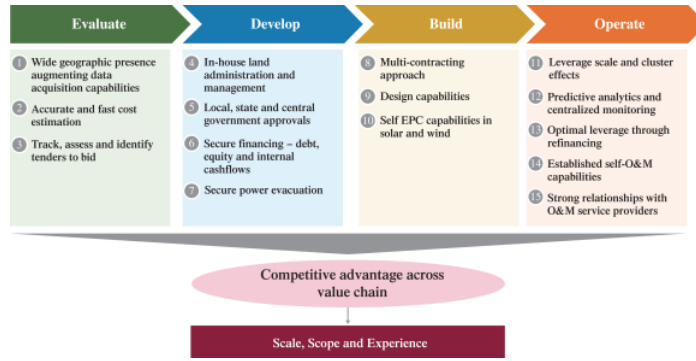 Evaluate
Develop
Build
Operate
1 Wide geographic presence
augmenting data
acquisition capabilities
2 Accurate and fast cost
estimation
3 Track, assess and identify
tenders to bid
4 In-house land
administration and
management
5 Local, state and central
government approvals
6 Secure financing – debt,
equity and internal
cashflows
7 Secure power evacuation
8 Multi-contracting
approach
9 Design capabilities
10 Self EPC capabilities in
solar and wind
11 Leverage scale and cluster
effects
12 Predictive analytics and
centralized monitoring
13 Optimal leverage through
refinancing
14 Established self-O&M
capabilities
15 Strong relationships with
O&M service providers
Competitive advantage across
value chain
Scale, Scope and Experience